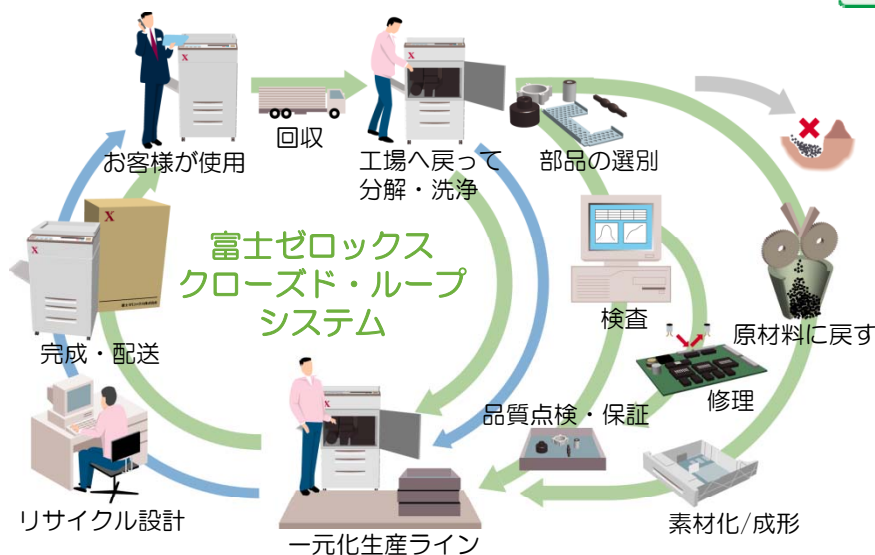 お客様が使用
回収
工場へ戻って
分解・洗浄
部品の選別
富士ゼロックス
クローズド・ループ
システム
検査
原材料に戻す
完成・配送
修理
品質点検・保証
リサイクル設計
素材化/成形
一元化生産ライン
X
X
X
X
X